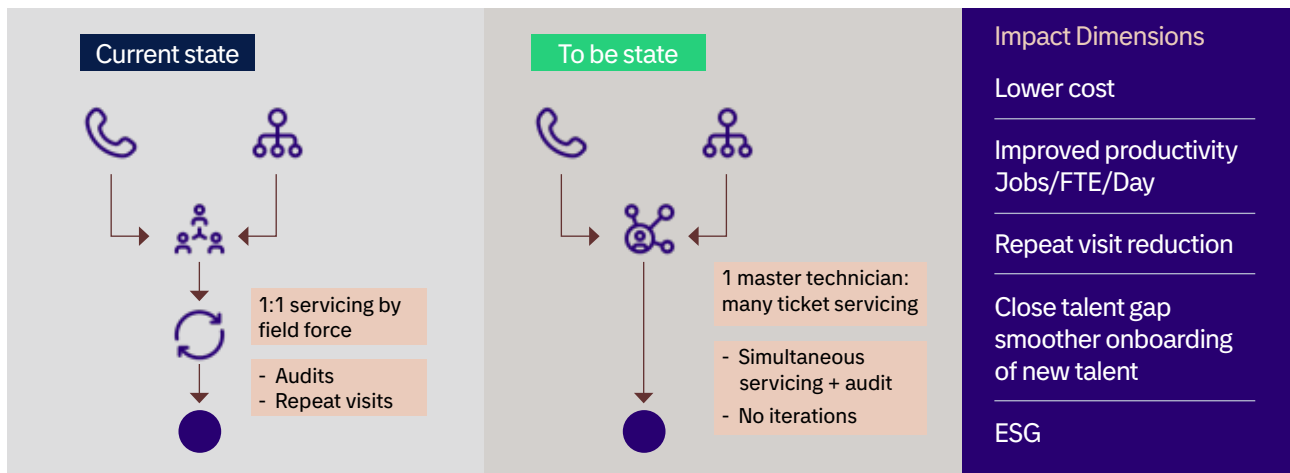 Current state
1:1 servicing by
field force
- Audits
- Repeat visits
To be state
1 master technician:
many ticket servicing
- Simultaneous
servicing + audit
- No iterations
Impact Dimensions
Lower cost
Improved productivity
Jobs/FTE/Day
Repeat visit reduction
Close talent gap
smoother onboarding
of new talent
ESG